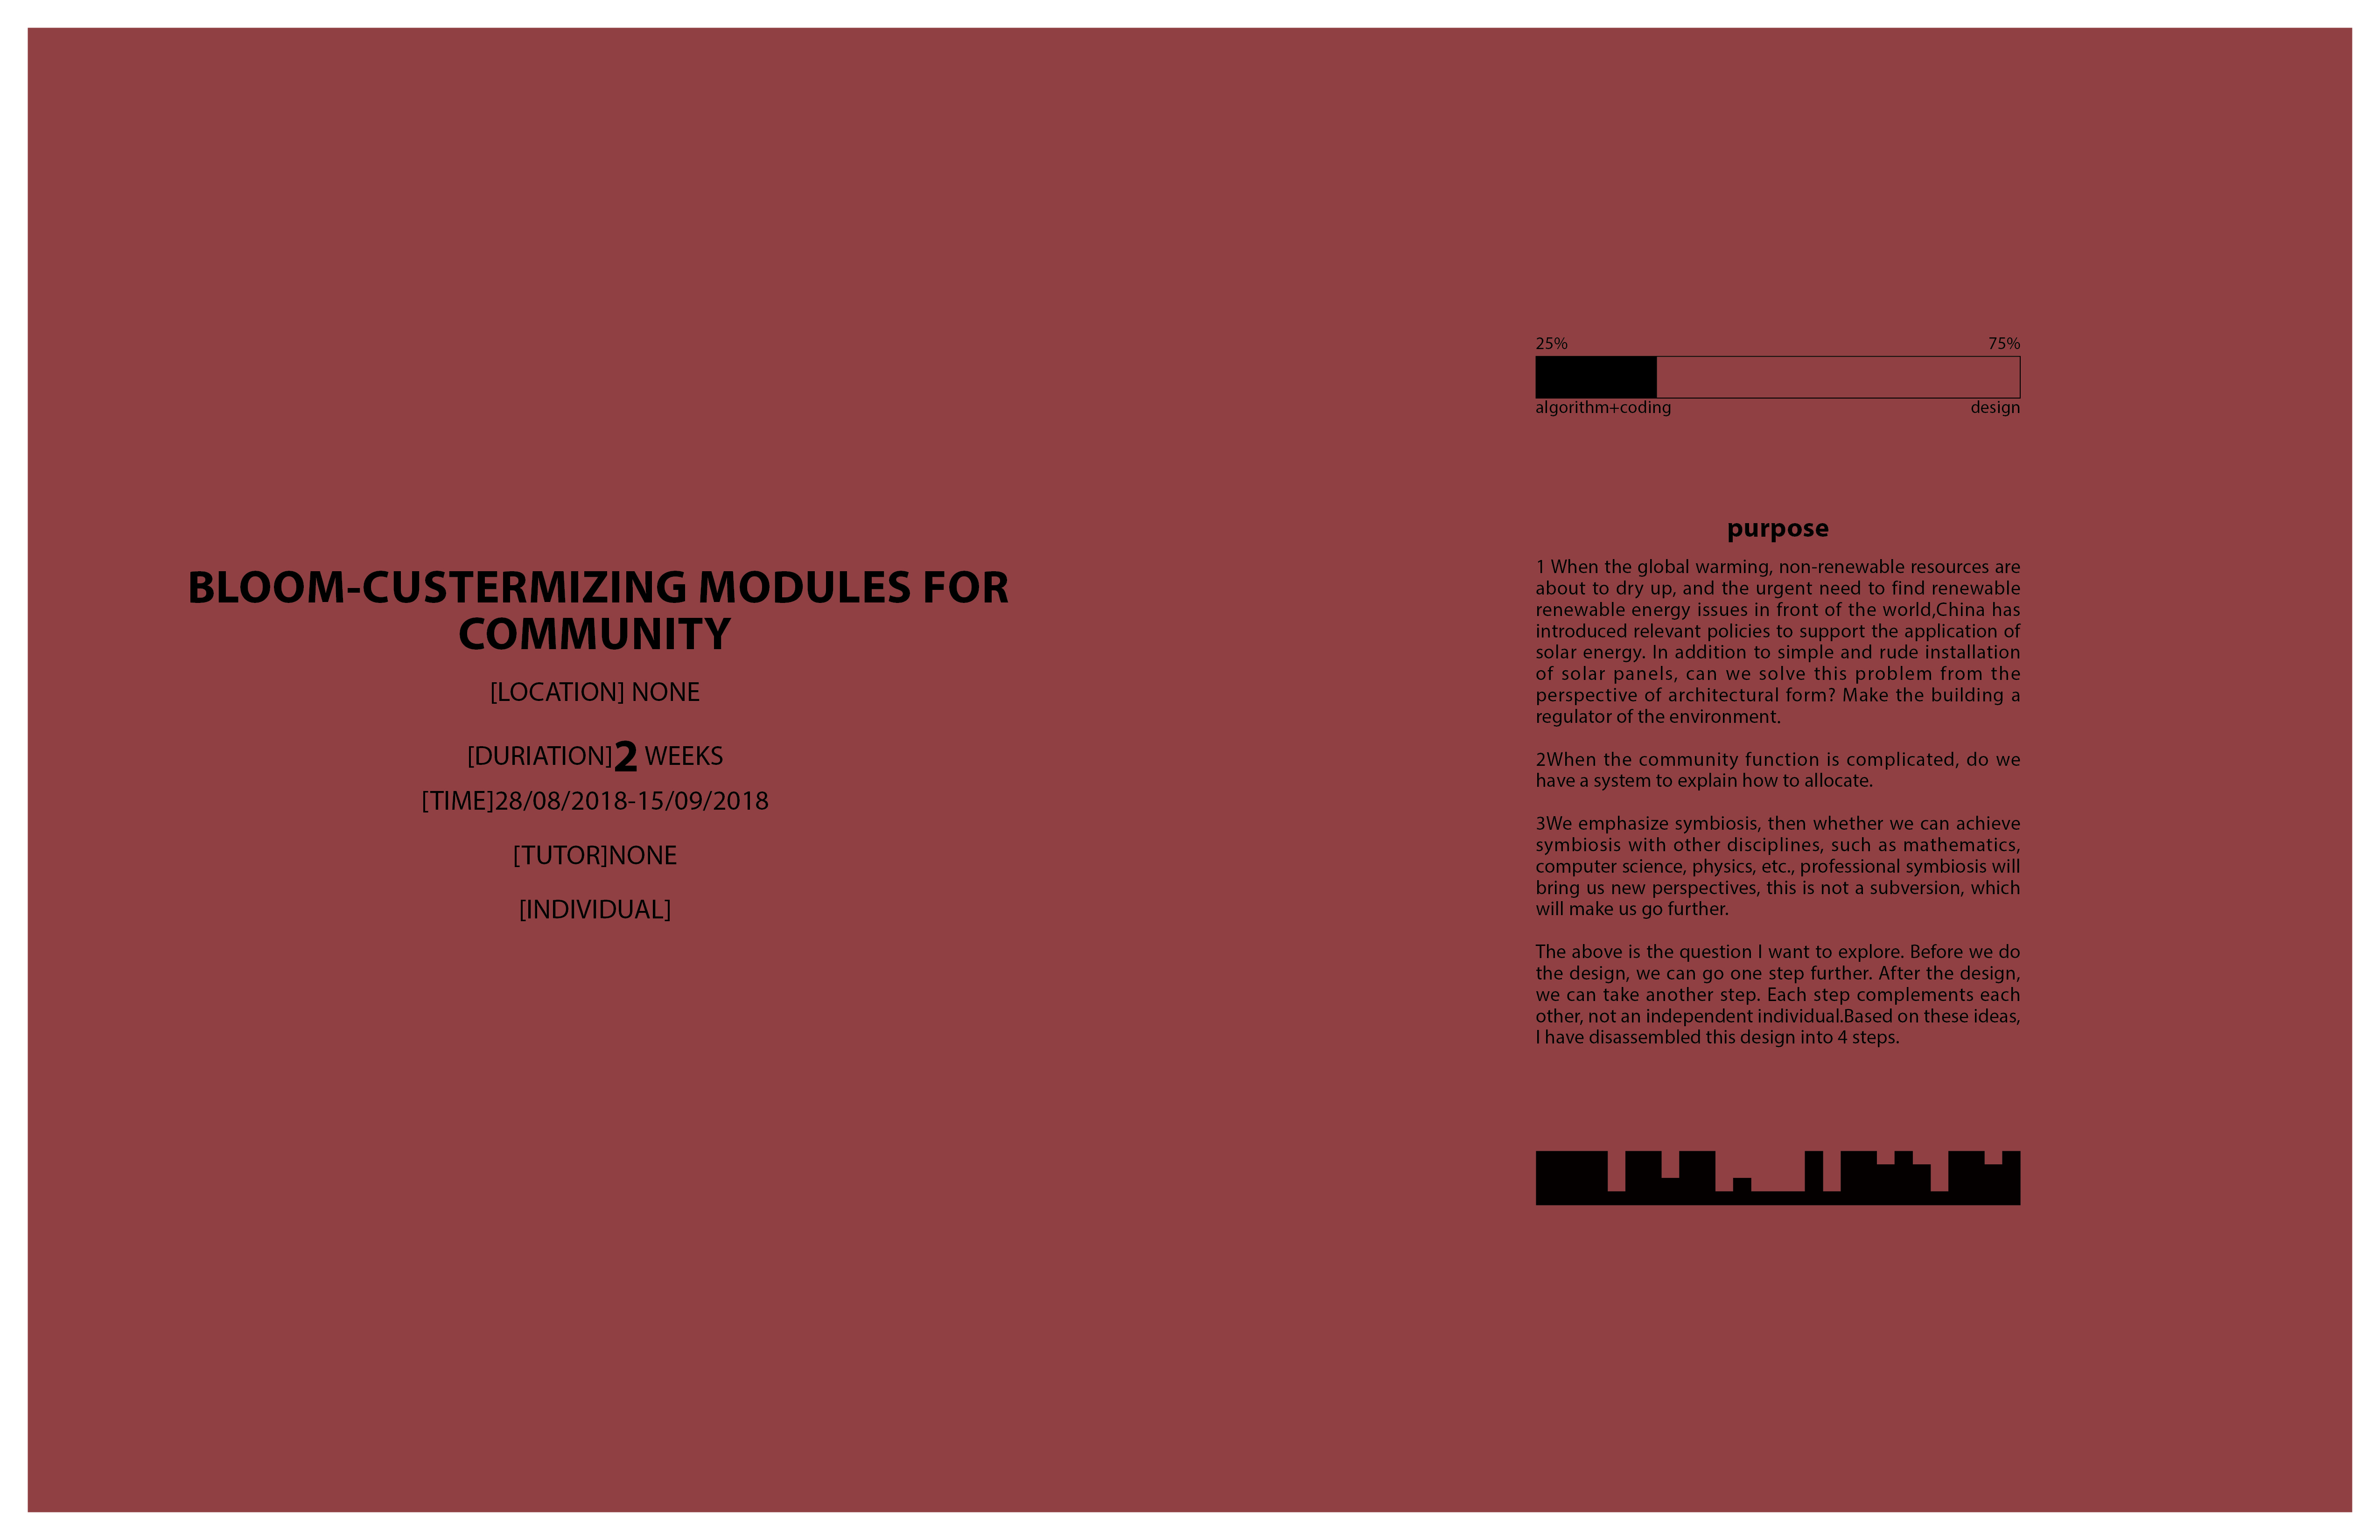 BLOOM-CUSTERMIZING MODULES FOR
COMMUNITY
[LOCATION] NONE
[DURIATION]2 WEEKS
[TIME]28/08/2018-15/09/2018
[TUTOR]NONE
[INDIVIDUAL]
25% 75%
algorithm+coding design
purpose
1 When the global warming, non-renewable resources are
about to dry up, and the urgent need to find renewable
renewable energy issues in front of the world,China has
introduced relevant policies to support the application of
solar energy. In addition to simple and rude installation
of solar panels, can we solve this problem from the
perspective of architectural form? Make the building a
regulator of the environment.
2When the community function is complicated, do we
have a system to explain how to allocate.
3We emphasize symbiosis, then whether we can achieve
symbiosis with other disciplines, such as mathematics,
computer science, physics, etc., professional symbiosis will
bring us new perspectives, this is not a subversion, which
will make us go further.
The above is the question I want to explore. Before we do
the design, we can go one step further. After the design,
we can take another step. Each step complements each
other, not an independent individual.Based on these ideas,
I have disassembled this design into 4 steps.